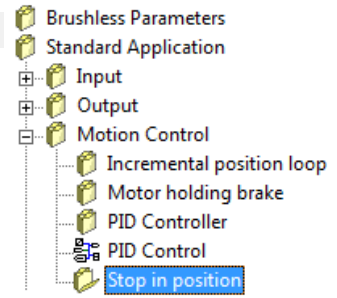 Brushless Parameters
Standard Application
Input
Output
Motion Control
Incremental position loop
Motor holding brake
PID Controller
PID Control
Stop in position